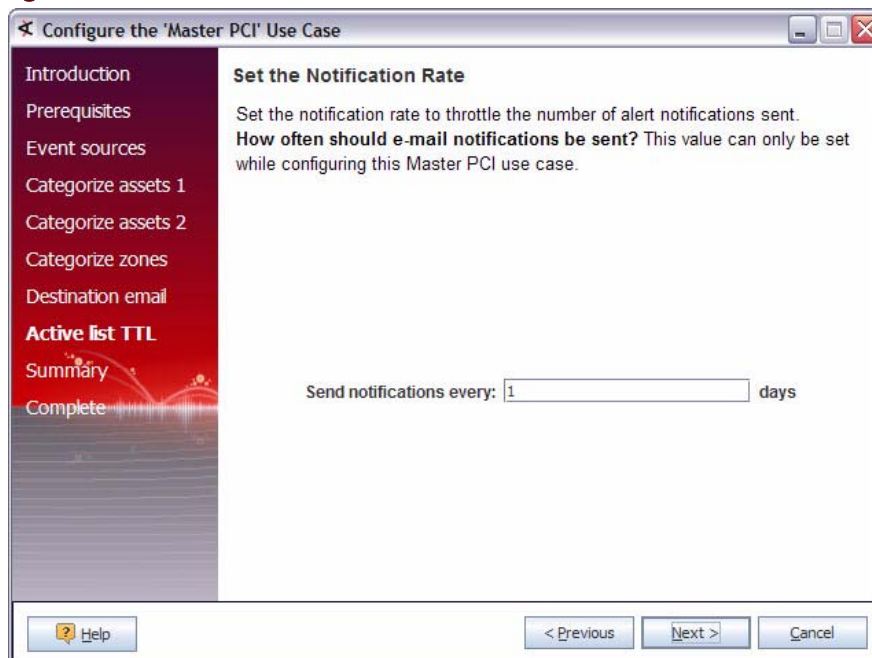 Configure the 'Master PCI' Use Case
Introduction
Prerequisites
Event sources
Categorize assets 1
Categorize assets 2
Categorize zones
Destination email
Active list TTL
Summary
Complete
Set the Notification Rate
Set the notification rate to throttle the number of alert notifications sent.
How often should e-mail notifications be sent? This value can only be set
while configuring this Master PCI use case.
Send notifications every: 1 days
Help
< Previous
Next >
Cancel